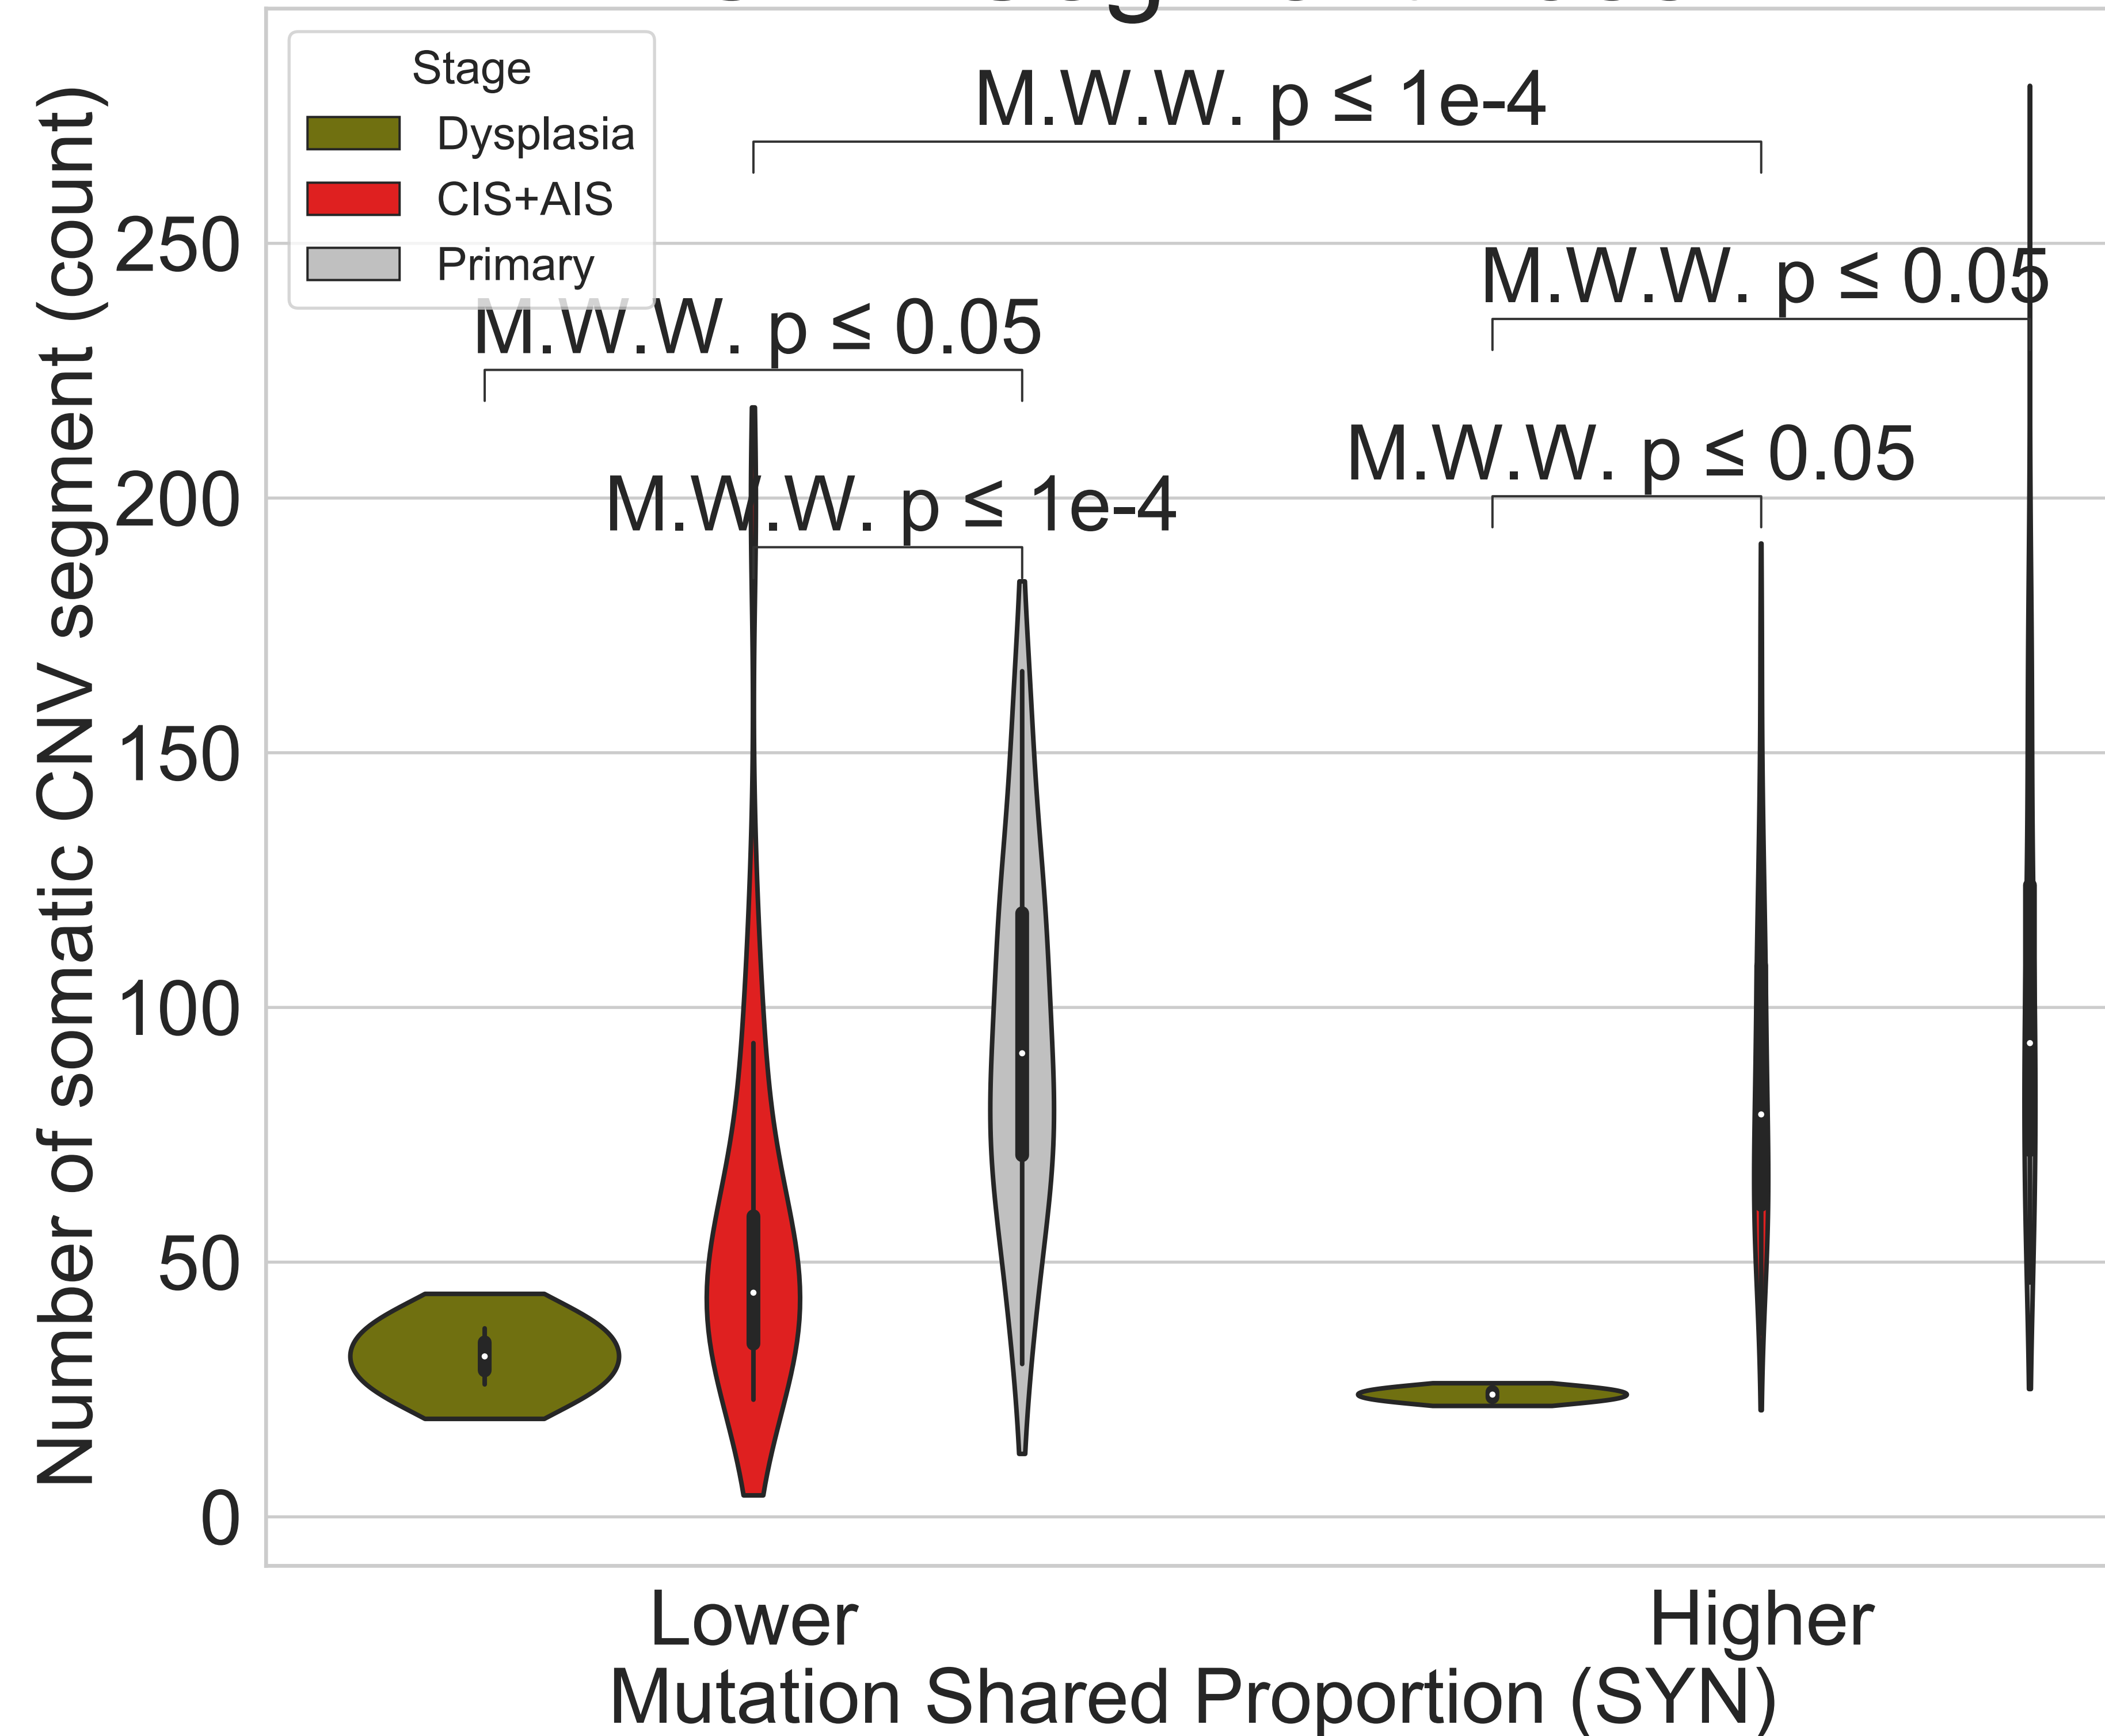 Stage
Dysplasia
CIS+AIS
Primary
M.W.W. p ≤ 1e-4
M.W.W. p ≤ 0.05
M.W.W. p ≤ 0.05
M.W.W. p ≤ 0.05
M.W.W. p ≤ 1e-4
Number of somatic CNV segment (count)
250
200
150
100
50
0
Lower
Higher
Mutation Shared Proportion (SYN)